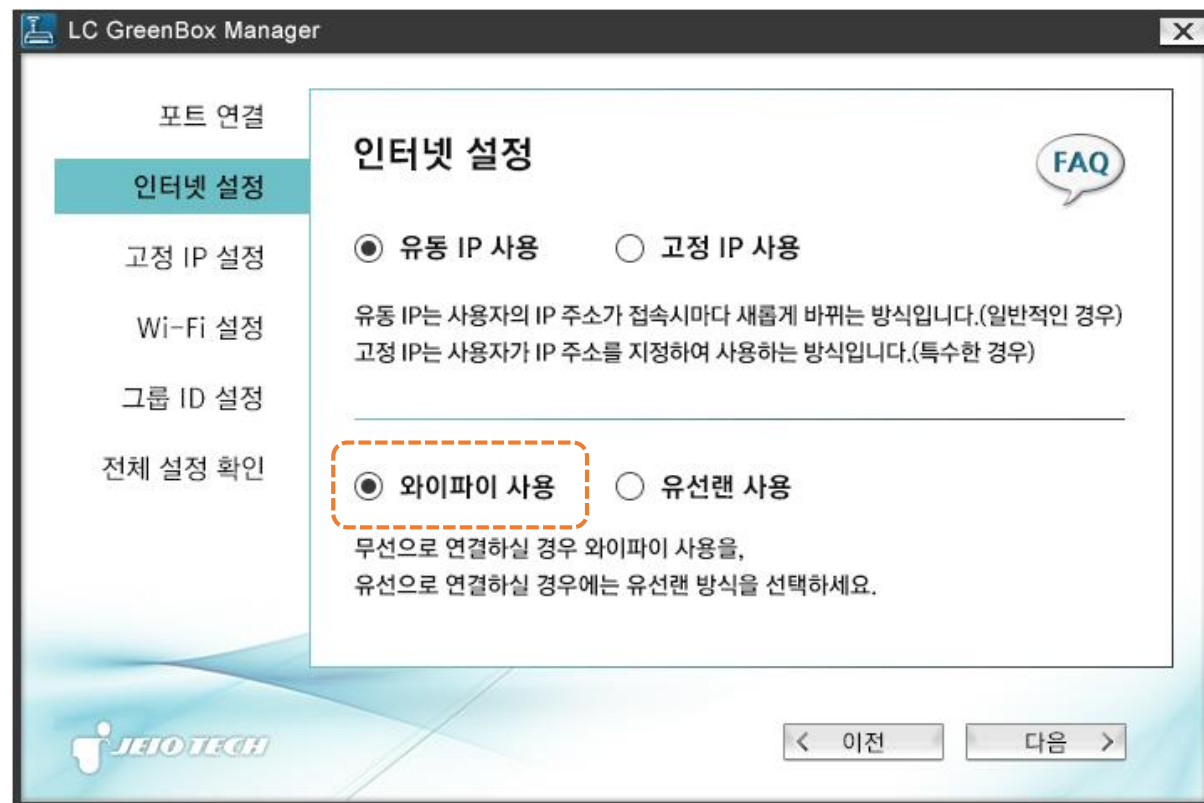 LC GreenBox Manager
포트 연결
인터넷 설정
고정 IP 설정
Wi-Fi 설정
그룹 ID 설정
전체 설정 확인
인터넷 설정
FAQ
유동 IP 사용
고정 IP 사용
유동 IP는 사용자의 IP 주소가 접속시마다 새롭게 바뀌는 방식입니다.(일반적인 경우)
고정 IP는 사용자가 IP 주소를 지정하여 사용하는 방식입니다.(특수한 경우)
와이파이 사용
유선랜 사용
무선으로 연결하실 경우 와이파이 사용을,
유선으로 연결하실 경우에는 유선랜 방식을 선택하세요.
JEIO TECH
< 이전
다음 >